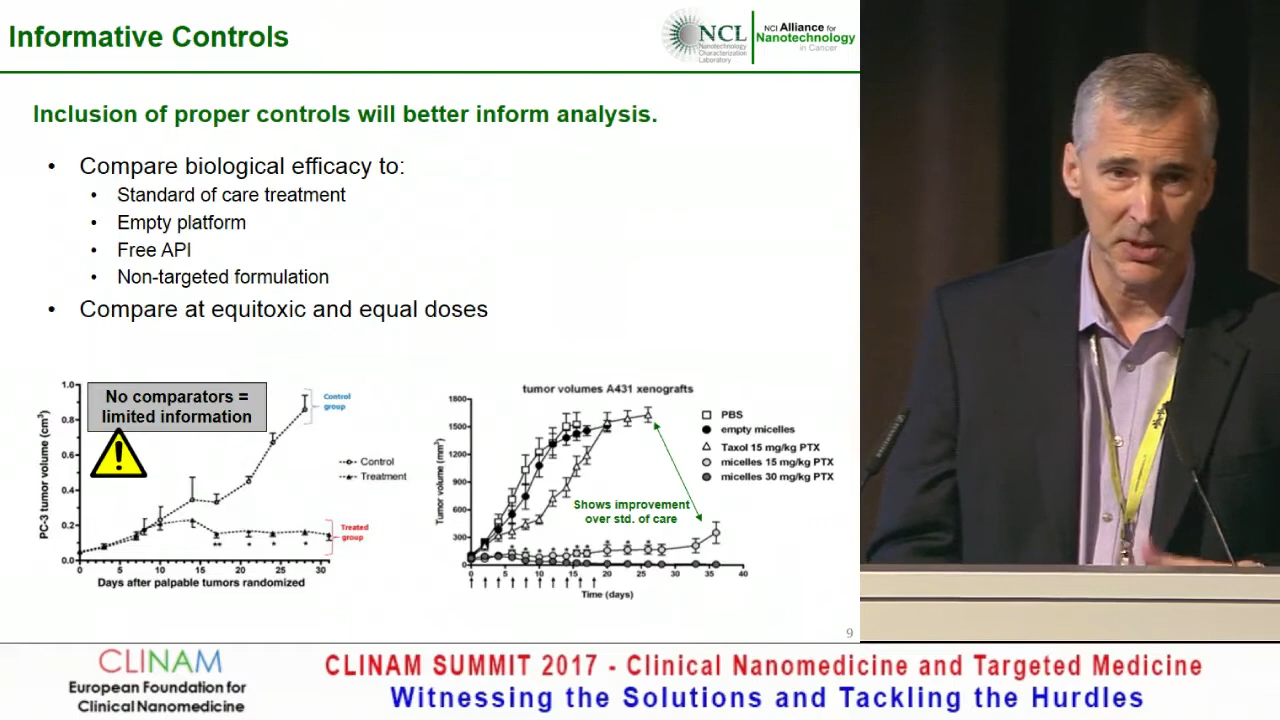 Informative Controls
NCL
Nanotechnology
Characterization
Laboratory
NCI Alliance for
Nanotechnology
in Cancer
Inclusion of proper controls will better inform analysis.
• Compare biological efficacy to:
• Standard of care treatment
• Empty platform
• Free API
• Non-targeted formulation
• Compare at equitoxic and equal doses
No comparators =
limited information
Control
group
Control
Treatment
Treated
group
PC-3 tumor volume (cm³)
1.0
0.8
0.6
0.4
0.2
0.0
** * * *
0 5 10 15 20 25 30
Days after palpable tumors randomized
tumor volumes A431 xenografts
Tumor volume (mm³)
1800
1500
1200
900
600
300
0
PBS
empty micelles
Taxol 15 mg/kg PTX
micelles 15 mg/kg PTX
micelles 30 mg/kg PTX
Shows improvement
over std. of care
0 5 10 15 20 25 30 35 40
Time (days)
9
CLINAM
European Foundation for
Clinical Nanomedicine
CLINAM SUMMIT 2017 - Clinical Nanomedicine and Targeted Medicine
Witnessing the Solutions and Tackling the Hurdles